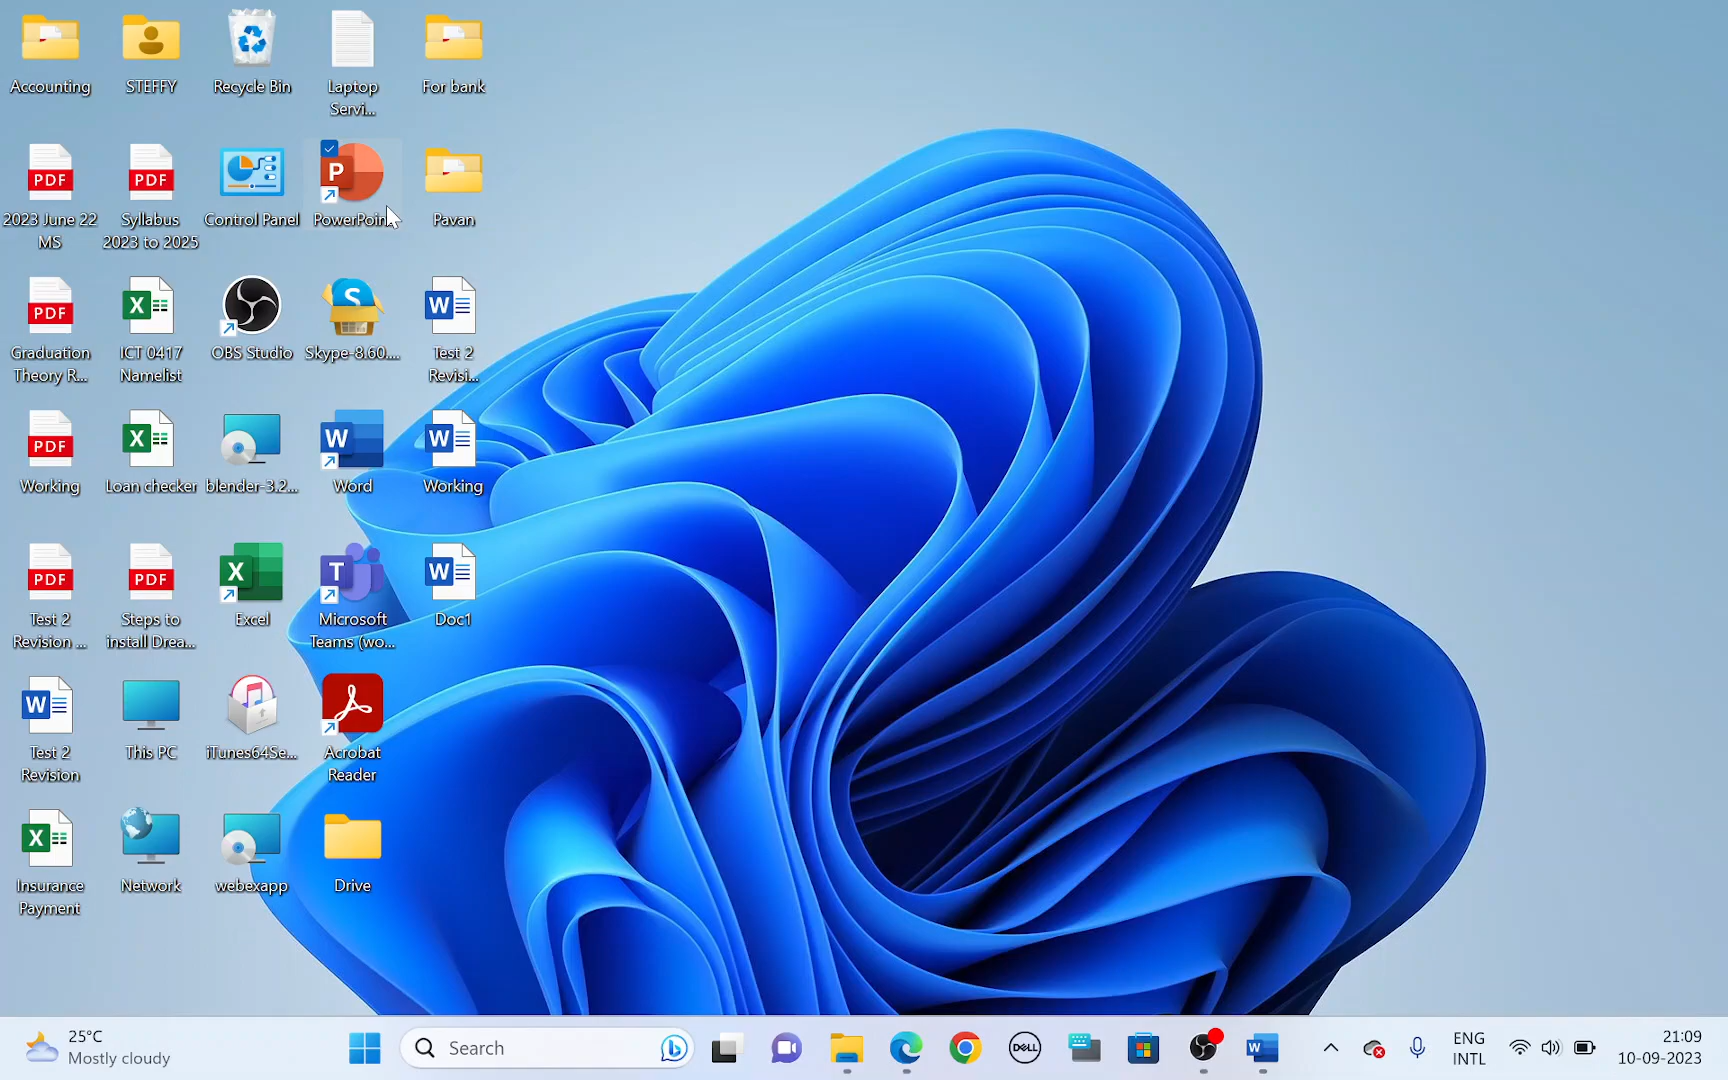 Accounting
STEFFY
Recycle Bin
Laptop
Servi...
For bank
PDF
2023 June 22
MS
PDF
Syllabus
2023 to 2025
Control Panel
P
PowerPoint
Pavan
PDF
Graduation
Theory R...
X
ICT 0417
Namelist
OBS Studio
S
Skype-8.60....
W
Test 2
Revisi...
PDF
Working
X
Loan checker
blender-3.2...
W
Word
W
Working
PDF
Test 2
Revision ...
PDF
Steps to
install Drea...
X
Excel
T
Microsoft
Teams (wo...
W
Doc1
W
Test 2
Revision
This PC
iTunes64Se...
Acrobat
Reader
X
Insurance
Payment
Network
webexapp
Drive
25°C
Mostly cloudy
Search
b
DELL
W
ENG
INTL
21:09
10-09-2023